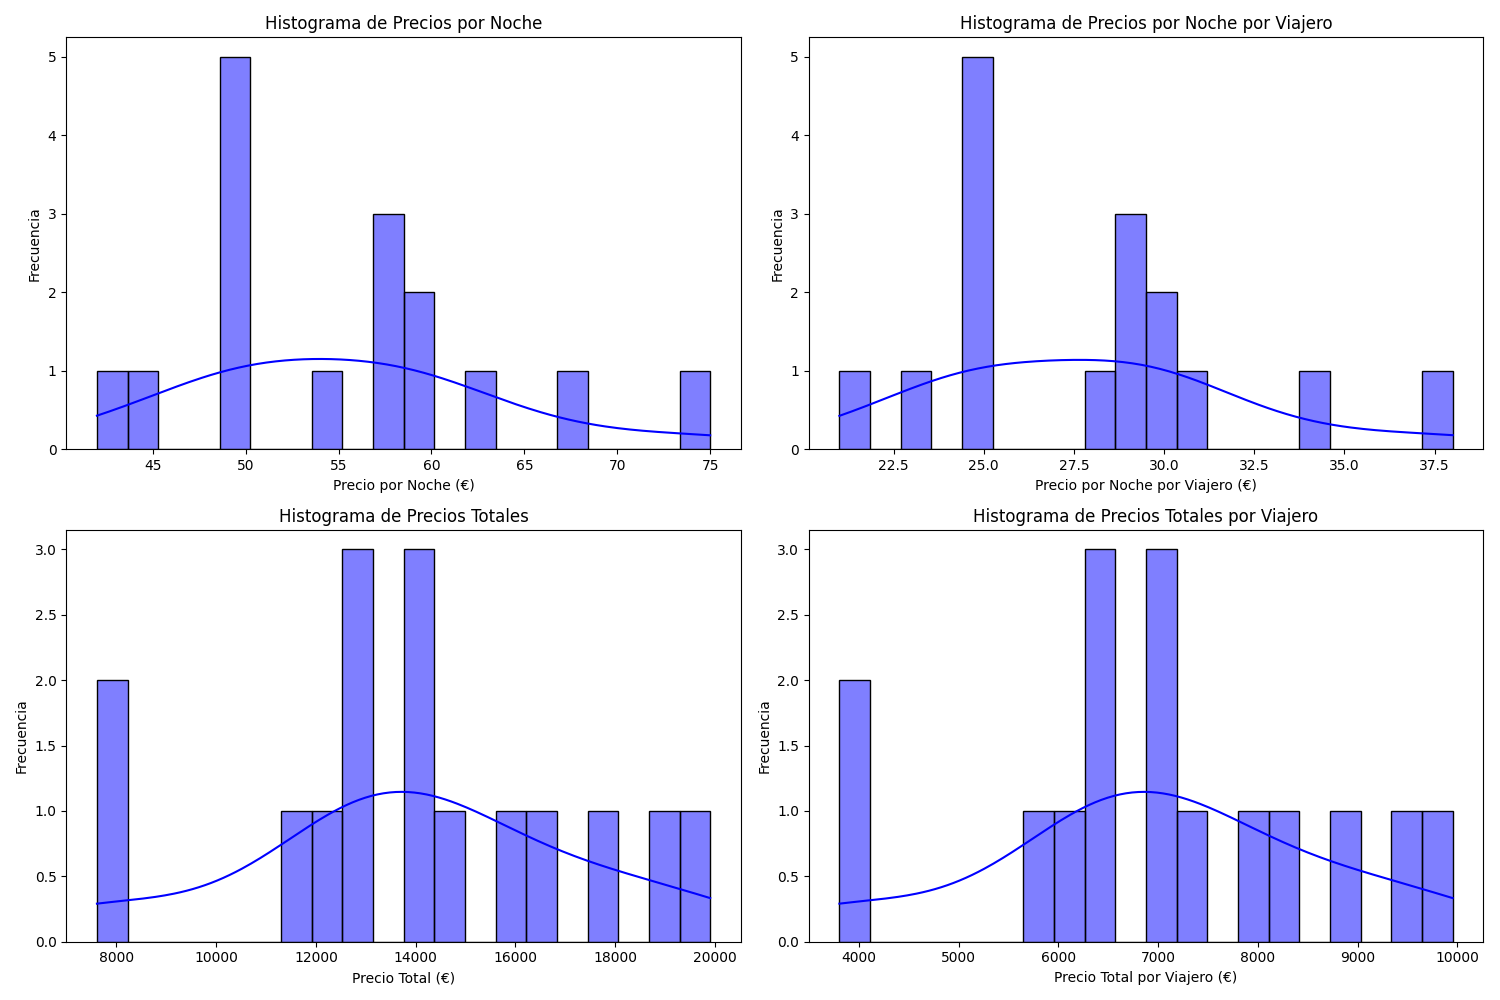 Histograma de Precios por Noche
5
4
3
2
1
0
Frecuencia
45 50 55 60 65 70 75
Precio por Noche (€)
Histograma de Precios por Noche por Viajero
5
4
3
2
1
0
Frecuencia
22.5 25.0 27.5 30.0 32.5 35.0 37.5
Precio por Noche por Viajero (€)
Histograma de Precios Totales
3.0
2.5
2.0
1.5
1.0
0.5
0.0
Frecuencia
8000 10000 12000 14000 16000 18000 20000
Precio Total (€)
Histograma de Precios Totales por Viajero
3.0
2.5
2.0
1.5
1.0
0.5
0.0
Frecuencia
4000 5000 6000 7000 8000 9000 10000
Precio Total por Viajero (€)